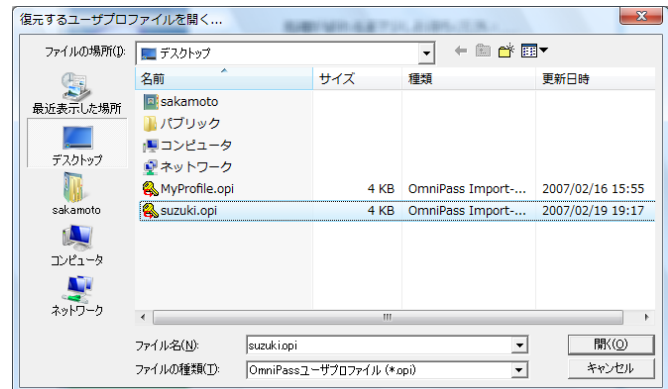 復元するユーザプロファイルを開く...
ファイルの場所(I):
デスクトップ
名前 サイズ 種類 更新日時
sakamoto
パブリック
コンピュータ
ネットワーク
MyProfile.opi 4 KB OmniPass Import-... 2007/02/16 15:55
suzuki.opi 4 KB OmniPass Import-... 2007/02/19 19:17
最近表示した場所
デスクトップ
sakamoto
コンピュータ
ネットワーク
ファイル名(N): suzuki.opi 開く(O)
ファイルの種類(T): OmniPassユーザプロファイル (*.opi) キャンセル